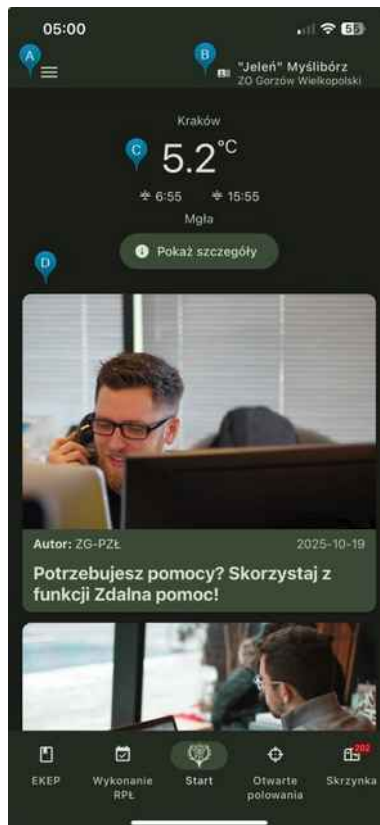 05:00
55
A
B
"Jeleń" Myślibórz
ZO Gorzów Wielkopolski
Kraków
C
5.2°C
6:55 15:55
Mgła
Pokaż szczegóły
D
Autor: ZG-PZŁ 2025-10-19
Potrzebujesz pomocy? Skorzystaj z
funkcji Zdalna pomoc!
202
EKEP Wykonanie Start Otwarte Skrzynka
RPŁ polowania